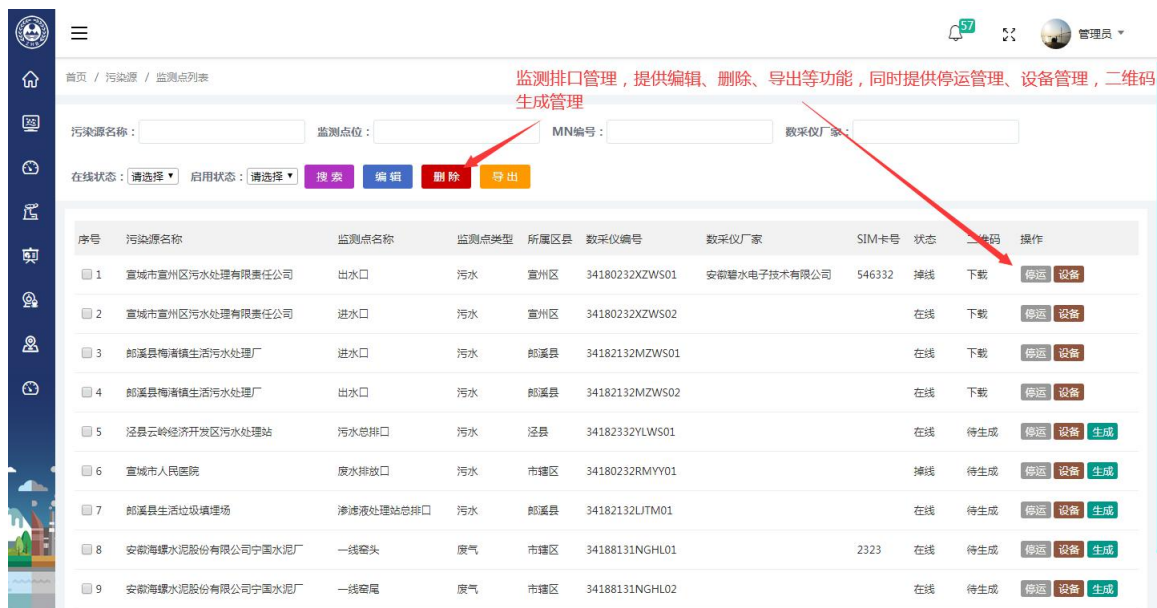 57
管理员
首页 / 污染源 / 监测点列表
监测排口管理，提供编辑、删除、导出等功能，同时提供停运管理、设备管理，二维码
生成管理
污染源名称： 监测点位： MN编号： 数采仪厂家：
在线状态： 请选择 启用状态： 请选择 搜索 编辑 删除 导出
序号 污染源名称 监测点名称 监测点类型 所属区县 数采仪编号 数采仪厂家 SIM卡号 状态 二维码 操作
1 宣城市宣州区污水处理有限责任公司 出水口 污水 宣州区 34180232XZWS01 安徽碧水电子技术有限公司 546332 掉线 下载 停运 设备
2 宣城市宣州区污水处理有限责任公司 进水口 污水 宣州区 34180232XZWS02 在线 下载 停运 设备
3 郎溪县梅渚镇生活污水处理厂 进水口 污水 郎溪县 34182132MZWS01 在线 下载 停运 设备
4 郎溪县梅渚镇生活污水处理厂 出水口 污水 郎溪县 34182132MZWS02 在线 下载 停运 设备
5 泾县云岭经济开发区污水处理站 污水总排口 污水 泾县 34182332YLWS01 在线 待生成 停运 设备 生成
6 宣城市人民医院 废水排放口 污水 市辖区 34180232RMYY01 掉线 待生成 停运 设备 生成
7 郎溪县生活垃圾填埋场 渗滤液处理站总排口 污水 郎溪县 34182132LJTM01 在线 待生成 停运 设备 生成
8 安徽海螺水泥股份有限公司宁国水泥厂 一线窑头 废气 市辖区 34188131NGHL01 2323 在线 待生成 停运 设备 生成
9 安徽海螺水泥股份有限公司宁国水泥厂 一线窑尾 废气 市辖区 34188131NGHL02 在线 待生成 停运 设备 生成